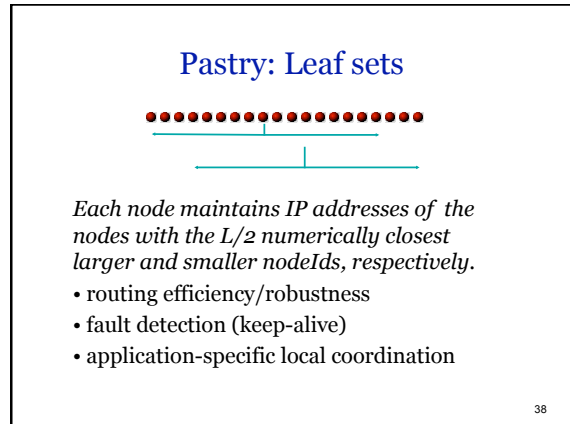 Pastry: Leaf sets
Each node maintains IP addresses of the
nodes with the L/2 numerically closest
larger and smaller nodeIds, respectively.
• routing efficiency/robustness
• fault detection (keep-alive)
• application-specific local coordination
38